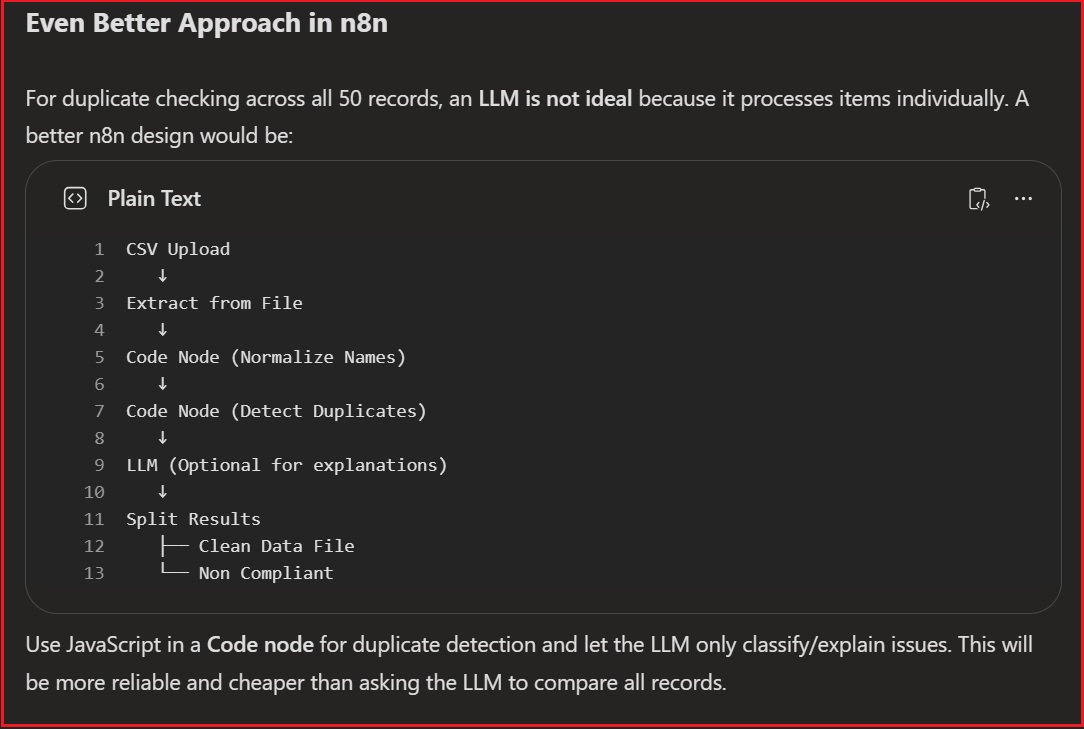 Even Better Approach in n8n
For duplicate checking across all 50 records, an LLM is not ideal because it processes items individually. A
better n8n design would be:
Plain Text
1 CSV Upload
2 ↓
3 Extract from File
4 ↓
5 Code Node (Normalize Names)
6 ↓
7 Code Node (Detect Duplicates)
8 ↓
9 LLM (Optional for explanations)
10 ↓
11 Split Results
12 ├── Clean Data File
13 └── Non Compliant
Use JavaScript in a Code node for duplicate detection and let the LLM only classify/explain issues. This will
be more reliable and cheaper than asking the LLM to compare all records.